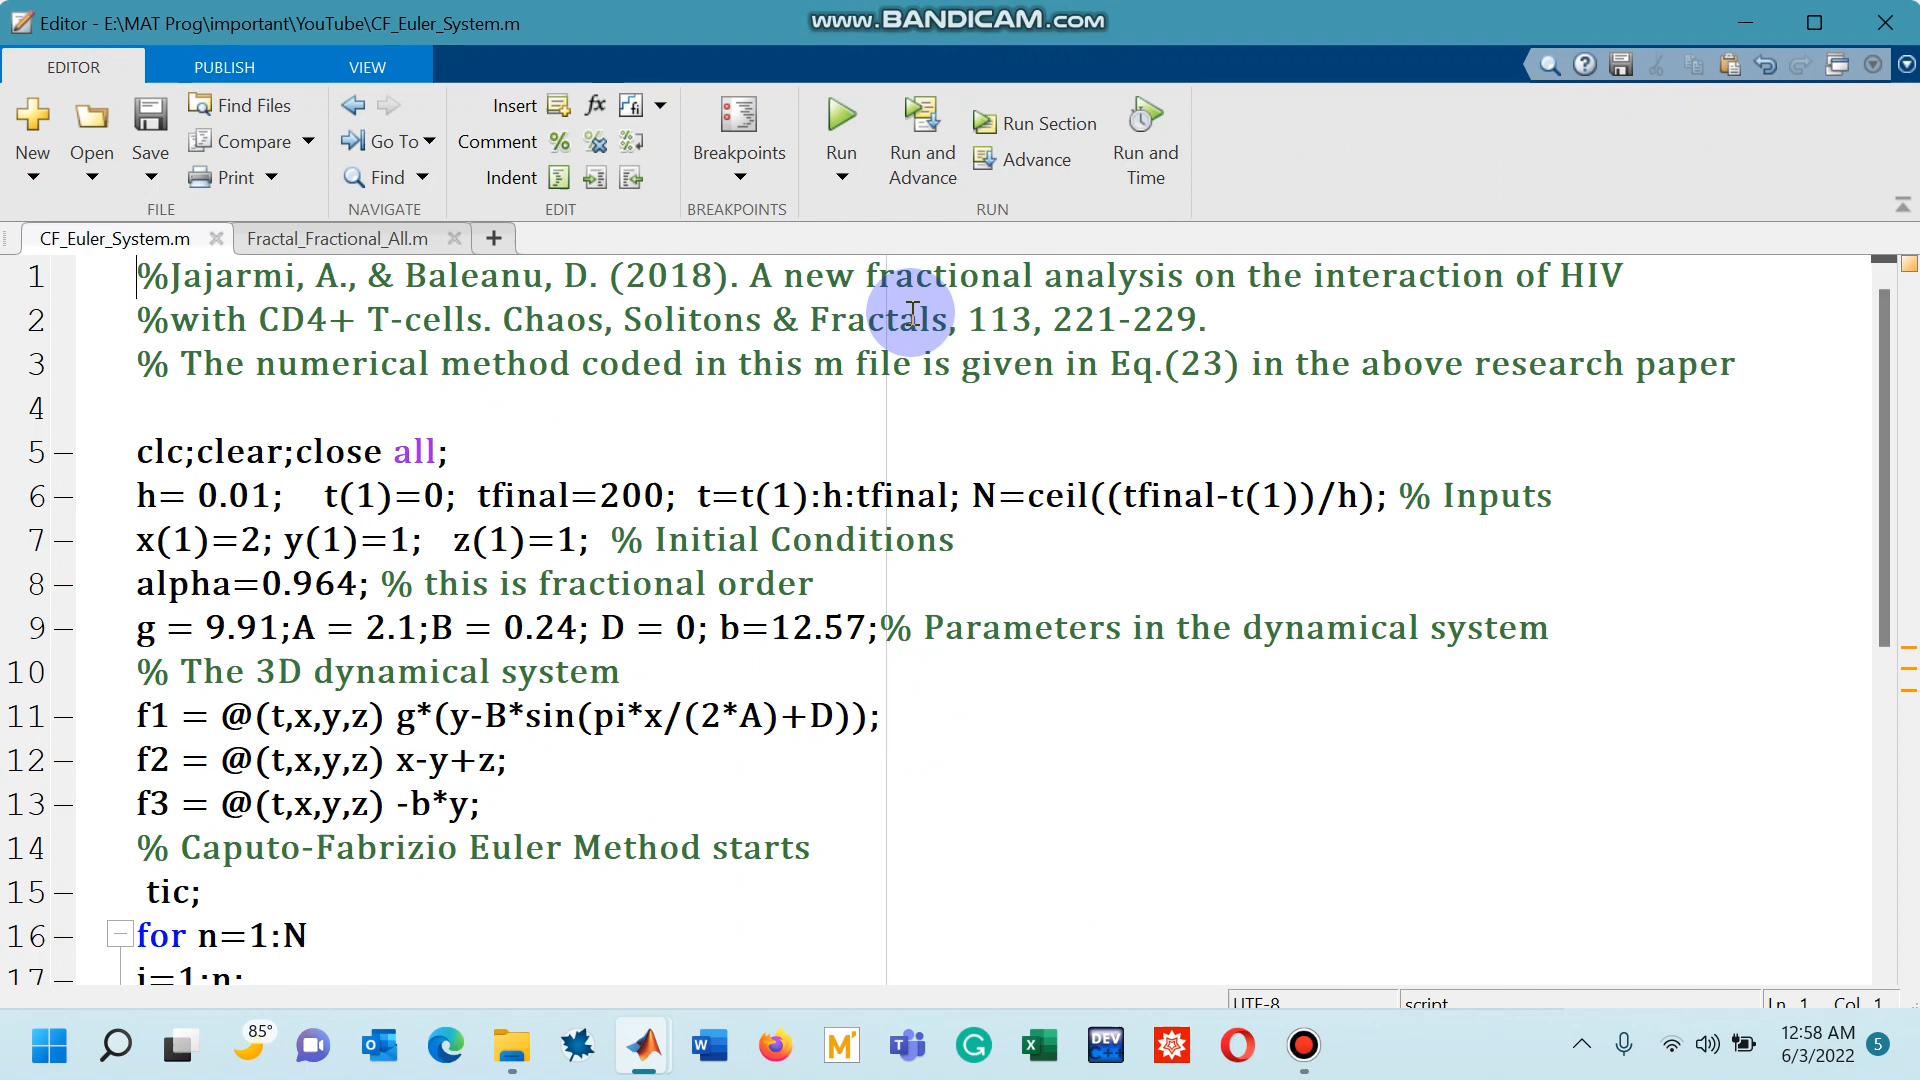 Editor - E:\MAT Prog\important\YouTube\CF_Euler_System.m
www.BANDICAM.com
EDITOR PUBLISH VIEW
New Open Save Find Files Compare Print
Go To Find
Insert fx
Comment
Indent
Breakpoints
Run Run and Advance Run Section Advance Run and Time
FILE NAVIGATE EDIT BREAKPOINTS RUN
CF_Euler_System.m Fractal_Fractional_All.m
1 %Jajarmi, A., & Baleanu, D. (2018). A new fractional analysis on the interaction of HIV
2 %with CD4+ T-cells. Chaos, Solitons & Fractals, 113, 221-229.
3 % The numerical method coded in this m file is given in Eq.(23) in the above research paper
4
5 clc;clear;close all;
6 h= 0.01; t(1)=0; tfinal=200; t=t(1):h:tfinal; N=ceil((tfinal-t(1))/h); % Inputs
7 x(1)=2; y(1)=1; z(1)=1; % Initial Conditions
8 alpha=0.964; % this is fractional order
9 g = 9.91;A = 2.1;B = 0.24; D = 0; b=12.57;% Parameters in the dynamical system
10 % The 3D dynamical system
11 f1 = @(t,x,y,z) g*(y-B*sin(pi*x/(2*A)+D));
12 f2 = @(t,x,y,z) x-y+z;
13 f3 = @(t,x,y,z) -b*y;
14 % Caputo-Fabrizio Euler Method starts
15 tic;
16 for n=1:N
17 j=1:n;
UTF-8 script Ln 1 Col 1
85° 12:58 AM
6/3/2022 5